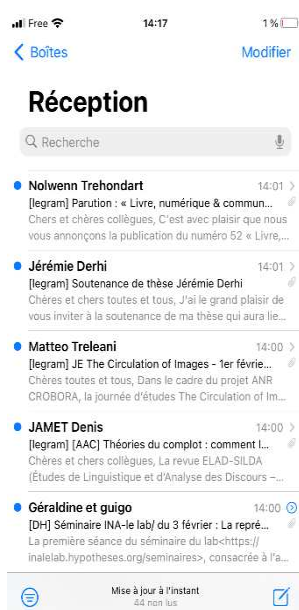 Free 14:17 1 %
Boîtes Modifier
Réception
Recherche
Nolwenn Trehondart 14:01
[legram] Parution : « Livre, numérique & commun...
Chers et chères collègues, C'est avec plaisir que nous
vous annonçons la publication du numéro 52 « Livre,...
Jérémie Derhi 14:01
[legram] Soutenance de thèse Jérémie Derhi
Chères et chers toutes et tous, J'ai le grand plaisir de
vous inviter à la soutenance de ma thèse qui aura lie...
Matteo Treleani 14:00
[legram] JE The Circulation of Images - 1er févrie...
Chères toutes et tous, Dans le cadre du projet ANR
CROBORA, la journée d'études The Circulation of Im...
JAMET Denis 14:00
[legram] [AAC] Théories du complot : comment l...
Chères et chers collègues, La revue ELAD-SILDA
(Études de Linguistique et d'Analyse des Discours –...
Géraldine et guigo 14:00
[DH] Séminaire INA-le lab/ du 3 février : La repré...
La première séance du séminaire du lab<https://
inalelab.hypotheses.org/seminaires>, consacrée à l'a...
Mise à jour à l'instant
44 non lus